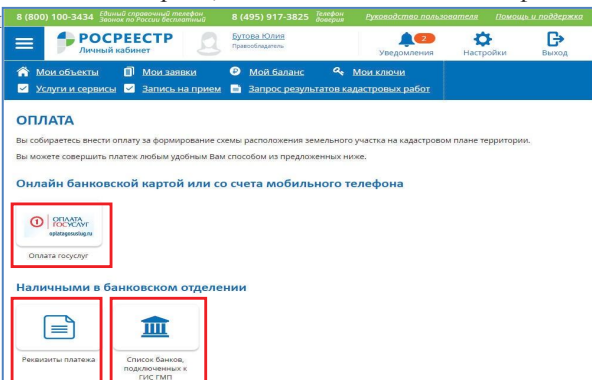 8 (800) 100-3434 Единый справочный телефон Звонок по России бесплатный 8 (495) 917-3825 Телефон доверия Руководство пользователя Помощь и поддержка
РОСРЕЕСТР
Личный кабинет
Бутова Юлия
Правообладатель
2
Уведомления Настройки Выход
Мои объекты Мои заявки Мой баланс Мои ключи
Услуги и сервисы Запись на прием Запрос результатов кадастровых работ
ОПЛАТА
Вы собираетесь внести оплату за формирование схемы расположения земельного участка на кадастровом плане территории.
Вы можете совершить платеж любым удобным Вам способом из предложенных ниже.
Онлайн банковской картой или со счета мобильного телефона
ОПЛАТА
ГОСУСЛУГ
oplatagosuslug.ru
Оплата госуслуг
Наличными в банковском отделении
Реквизиты платежа
Список банков,
подключенных к
ГИС ГМП